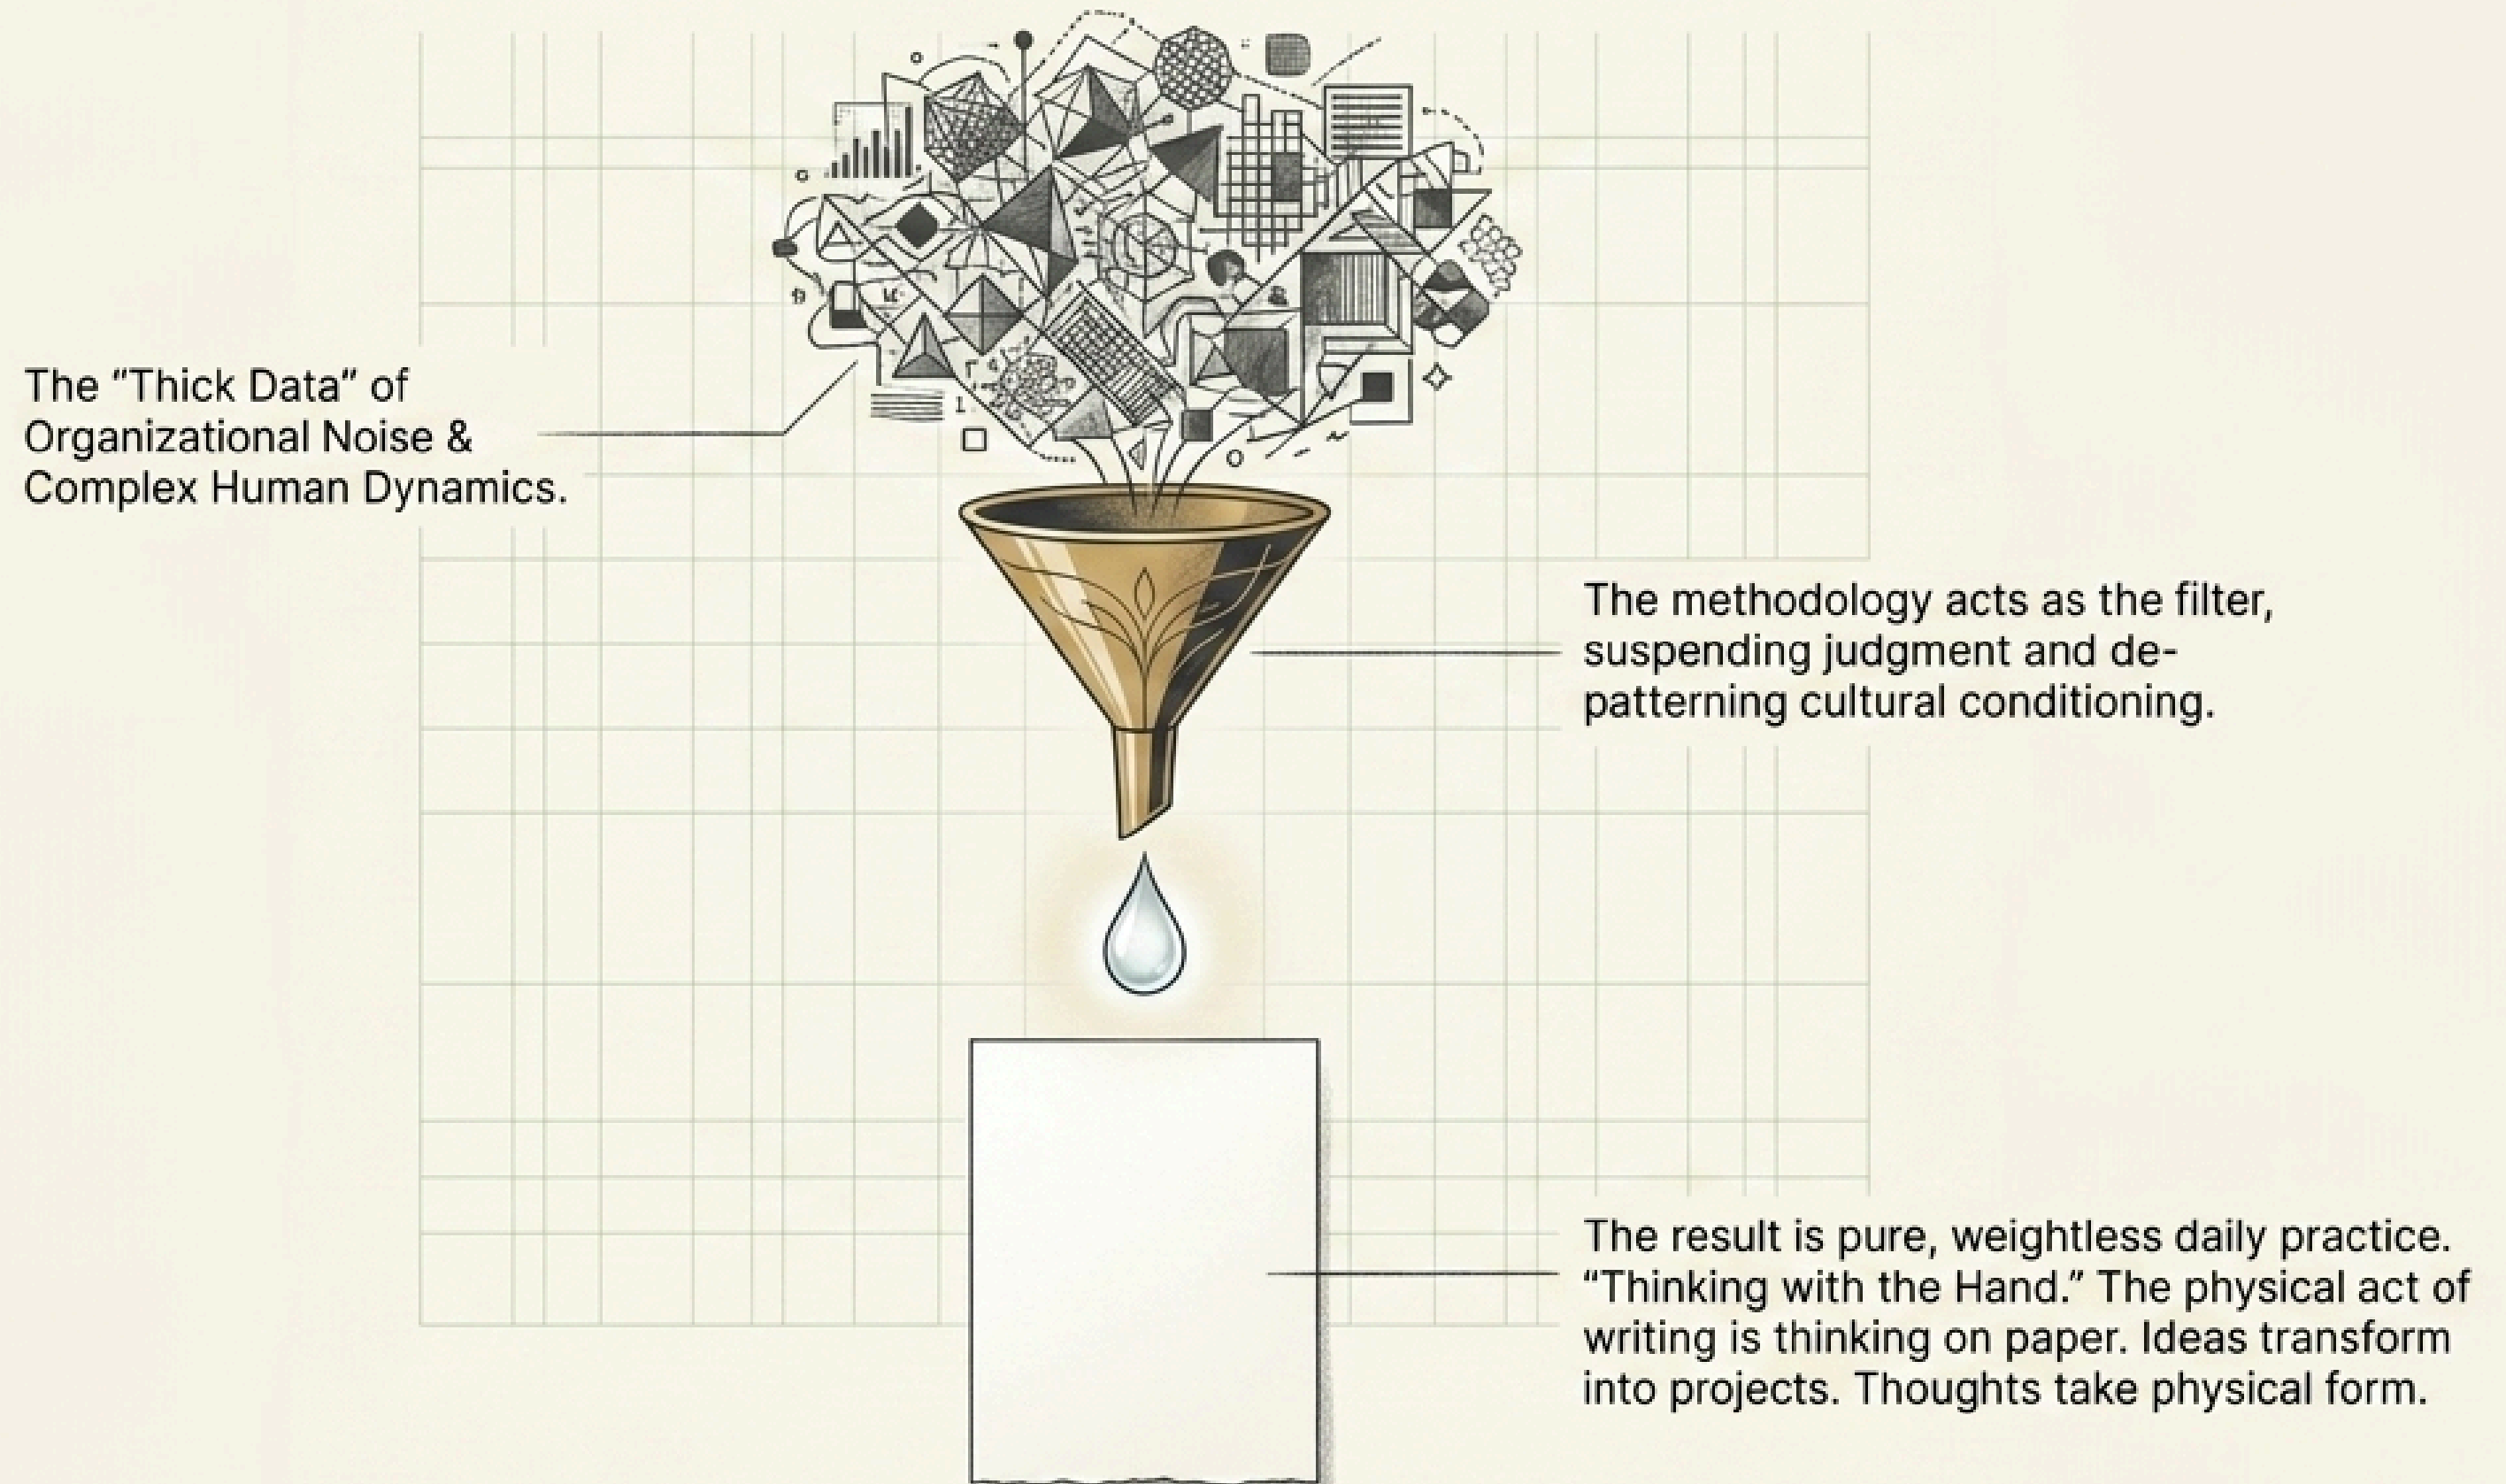 The “Thick Data” of
Organizational Noise &
Complex Human Dynamics.
The methodology acts as the filter,
suspending judgment and de-
patterning cultural conditioning.
The result is pure, weightless daily practice.
“Thinking with the Hand.” The physical act of
writing is thinking on paper. Ideas transform
into projects. Thoughts take physical form.